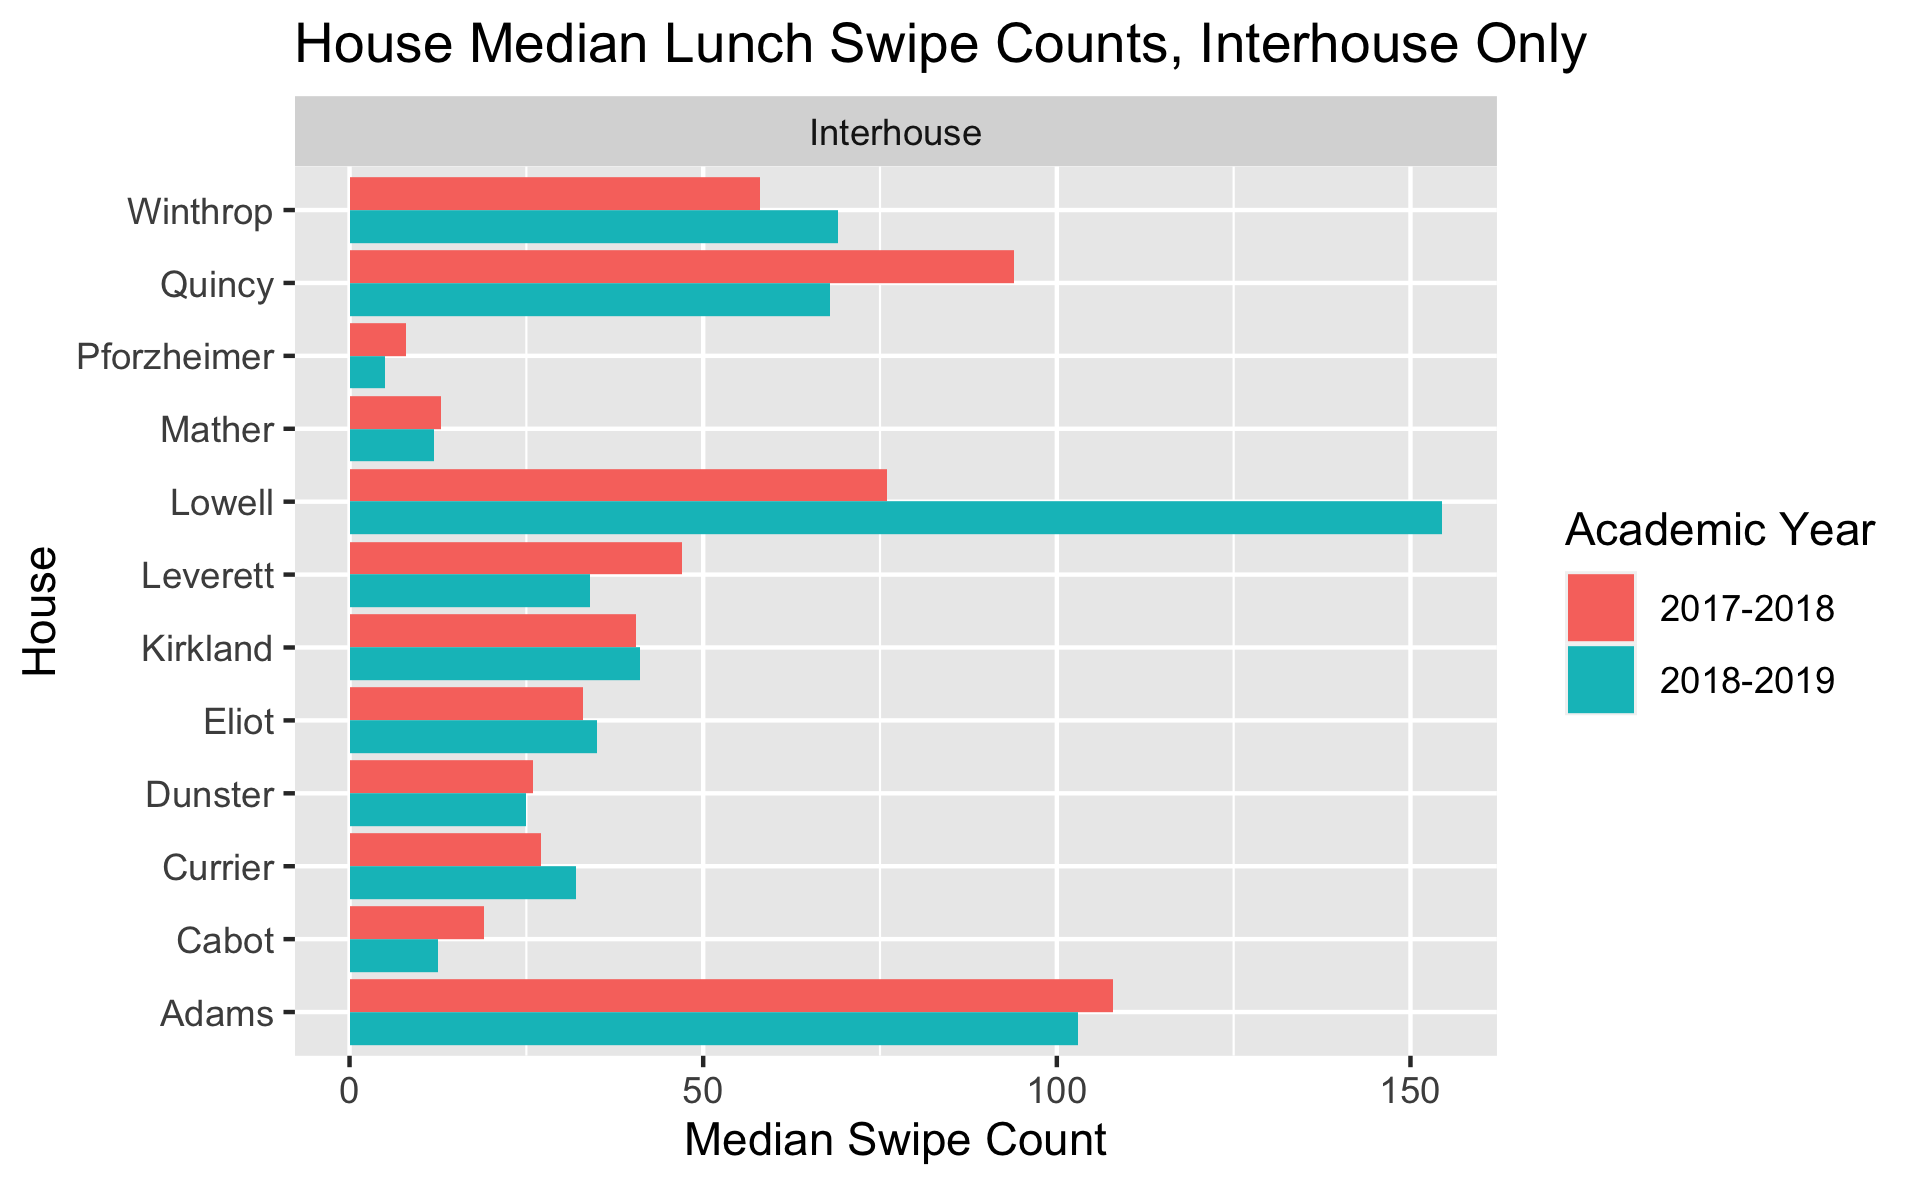 House Median Lunch Swipe Counts, Interhouse Only
Interhouse
Winthrop
Quincy
Pforzheimer
Mather
Lowell
Leverett
Kirkland
Eliot
Dunster
Currier
Cabot
Adams
House
0 50 100 150
Median Swipe Count
Academic Year
2017-2018
2018-2019